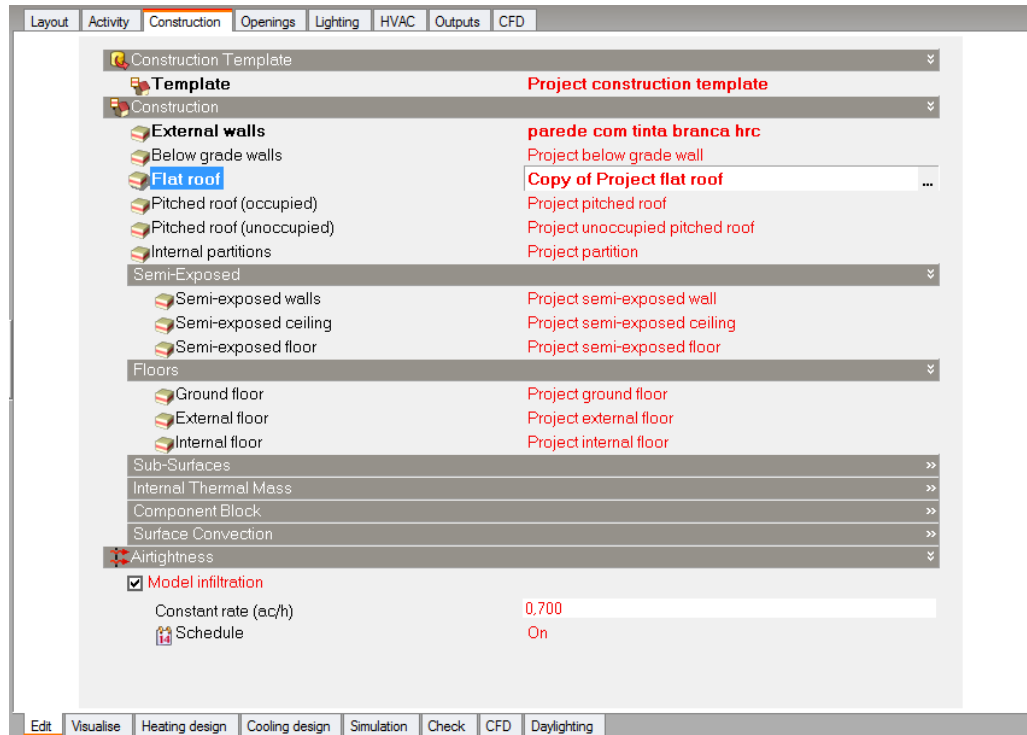 Layout Activity Construction Openings Lighting HVAC Outputs CFD
Construction Template
Template Project construction template
Construction
External walls parede com tinta branca hrc
Below grade walls Project below grade wall
Flat roof Copy of Project flat roof ...
Pitched roof (occupied) Project pitched roof
Pitched roof (unoccupied) Project unoccupied pitched roof
Internal partitions Project partition
Semi-Exposed
Semi-exposed walls Project semi-exposed wall
Semi-exposed ceiling Project semi-exposed ceiling
Semi-exposed floor Project semi-exposed floor
Floors
Ground floor Project ground floor
External floor Project external floor
Internal floor Project internal floor
Sub-Surfaces
Internal Thermal Mass
Component Block
Surface Convection
Airtightness
Model infiltration
Constant rate (ac/h) 0,700
14 Schedule On
Edit Visualise Heating design Cooling design Simulation Check CFD Daylighting